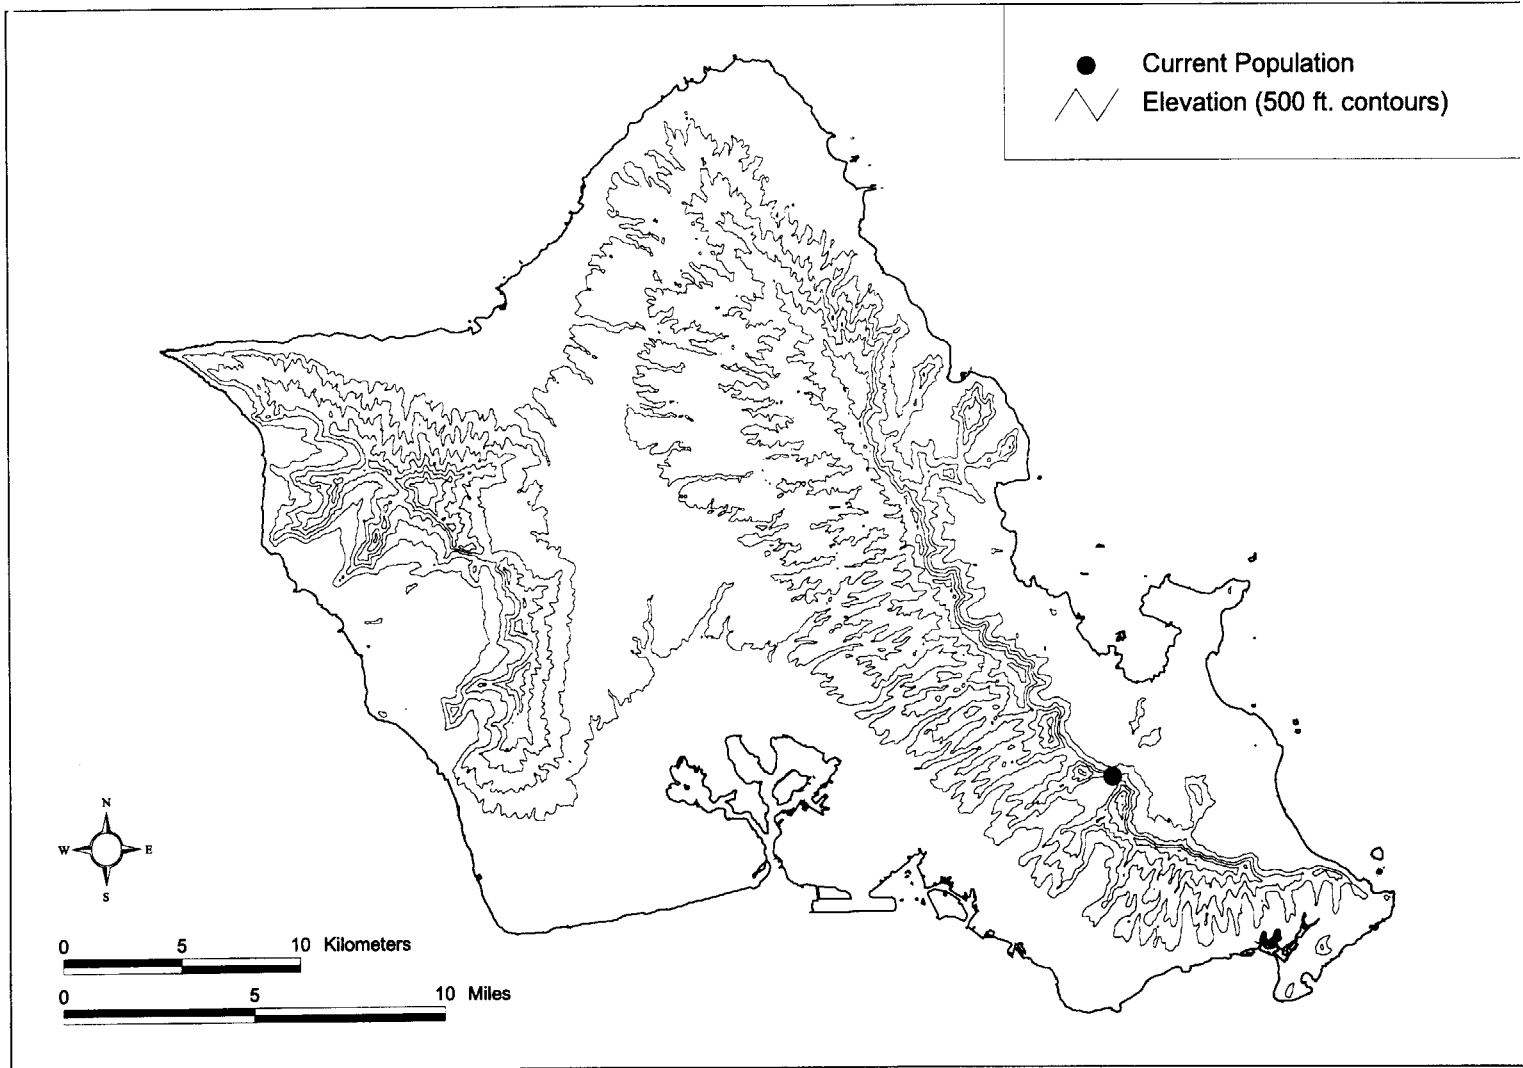 Current Population
Elevation (500 ft. contours)
N
W E
S
0 5 10 Kilometers
0 5 10 Miles